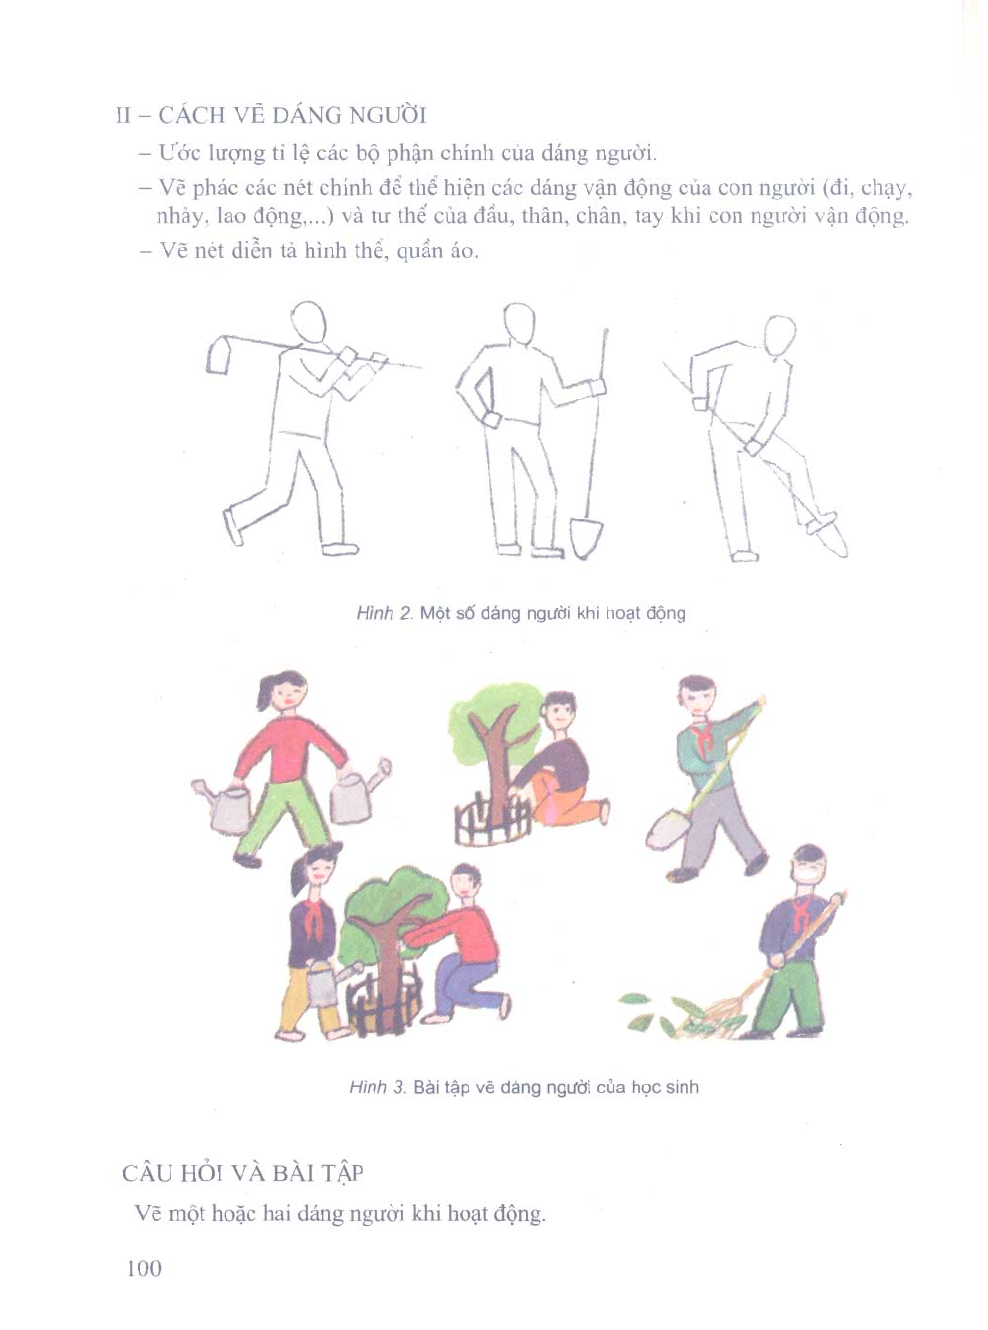 II – CÁCH VẼ DÁNG NGƯỜI
– Ước lượng tỉ lệ các bộ phận chính của dáng người.
– Vẽ phác các nét chính để thể hiện các dáng vận động của con người (đi, chạy,
nhảy, lao động,...) và tư thế của đầu, thân, chân, tay khi con người vận động.
– Vẽ nét diễn tả hình thể, quần áo.
Hình 2. Một số dáng người khi hoạt động
Hình 3. Bài tập vẽ dáng người của học sinh
CÂU HỎI VÀ BÀI TẬP
Vẽ một hoặc hai dáng người khi hoạt động.
100